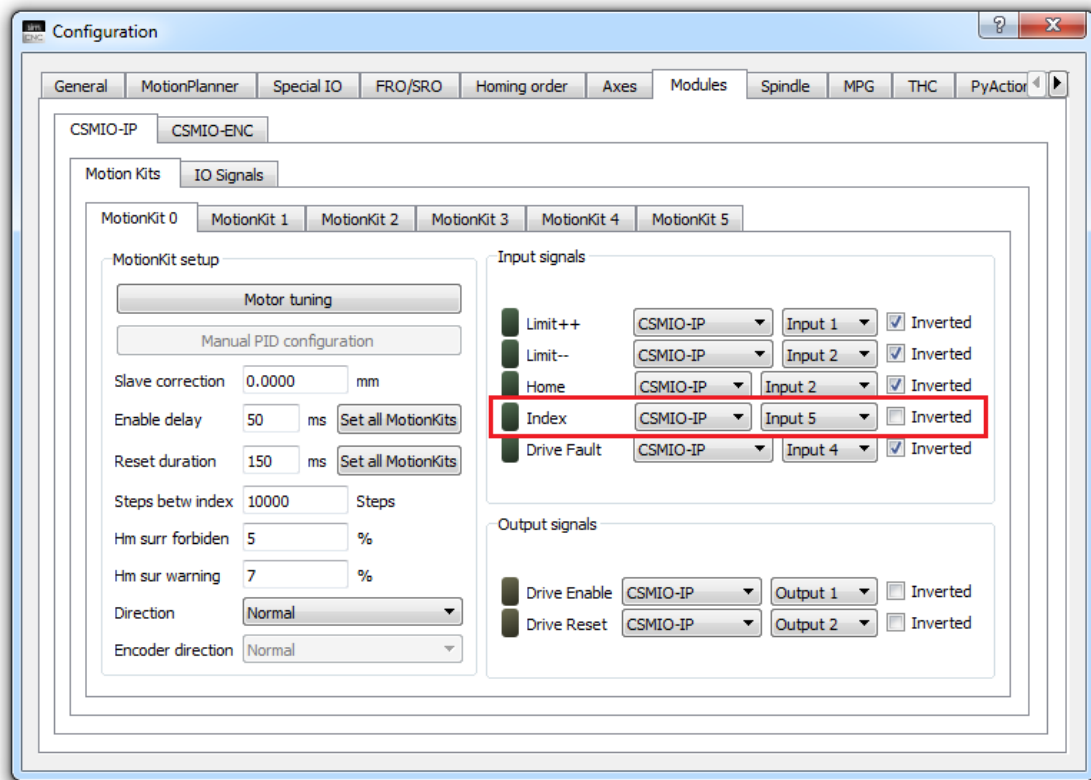 Configuration
General MotionPlanner Special IO FRO/SRO Homing order Axes Modules Spindle MPG THC PyAction
CSMIO-IP CSMIO-ENC
Motion Kits IO Signals
MotionKit 0 MotionKit 1 MotionKit 2 MotionKit 3 MotionKit 4 MotionKit 5
MotionKit setup
Motor tuning
Manual PID configuration
Slave correction 0.0000 mm
Enable delay 50 ms Set all MotionKits
Reset duration 150 ms Set all MotionKits
Steps betw index 10000 Steps
Hm surr forbiden 5 %
Hm sur warning 7 %
Direction Normal
Encoder direction Normal
Input signals
Limit++ CSMIO-IP Input 1 Inverted
Limit-- CSMIO-IP Input 2 Inverted
Home CSMIO-IP Input 2 Inverted
Index CSMIO-IP Input 5 Inverted
Drive Fault CSMIO-IP Input 4 Inverted
Output signals
Drive Enable CSMIO-IP Output 1 Inverted
Drive Reset CSMIO-IP Output 2 Inverted